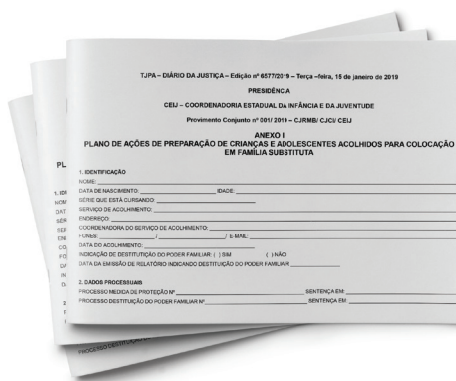 TJPA – DIÁRIO DA JUSTIÇA – Edição nº 6577/2019 – Terça –feira, 15 de janeiro de 2019
PRESIDÊNCA
CEIJ – COORDENADORIA ESTADUAL DA INFÂNCIA E DA JUVENTUDE
Provimento Conjunto nº 001/ 2011 – CJRMB/ CJCI/ CEIJ
ANEXO I
PLANO DE AÇÕES DE PREPARAÇÃO DE CRIANÇAS E ADOLESCENTES ACOLHIDOS PARA COLOCAÇÃO
EM FAMÍLIA SUBSTITUTA
1. IDENTIFICAÇÃO
NOME:
DATA DE NASCIMENTO: IDADE:
SÉRIE QUE ESTÁ CURSANDO:
SERVIÇO DE ACOLHIMENTO:
ENDEREÇO:
COORDENADORA DO SERVIÇO DE ACOLHIMENTO:
FONES: / / E-MAIL:
DATA DO ACOLHIMENTO:
INDICAÇÃO DE DESTITUIÇÃO DO PODER FAMILIAR: ( ) SIM ( ) NÃO
DATA DA EMISSÃO DE RELATÓRIO INDICANDO DESTITUIÇÃO DO PODER FAMILIAR
2. DADOS PROCESSUAIS
PROCESSO MEDIDA DE PROTEÇÃO Nº SENTENÇA EM:
PROCESSO DESTITUIÇÃO DO PODER FAMILIAR Nº SENTENÇA EM: